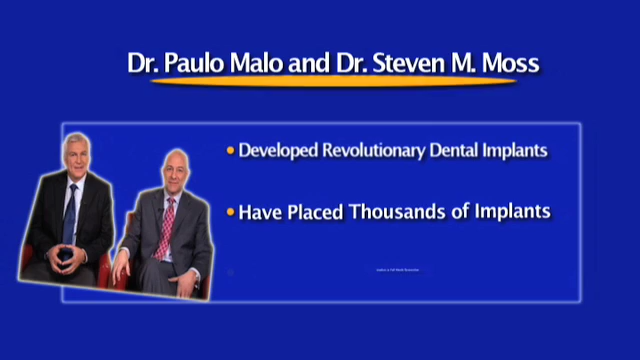 Dr. Paulo Malo and Dr. Steven M. Moss
• Developed Revolutionary Dental Implants
• Have Placed Thousands of Implants